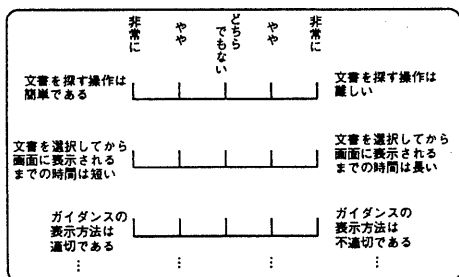 非常に
やや
どちら
でもない
やや
非常に
文書を探す操作は
簡単である
文書を探す操作は
難しい
文書を選択してから
画面に表示される
までの時間は短い
文書を選択してから
画面に表示される
までの時間は長い
ガイダンスの
表示方法は
適切である
ガイダンスの
表示方法は
不適切である
⋮
⋮
⋮
⋮